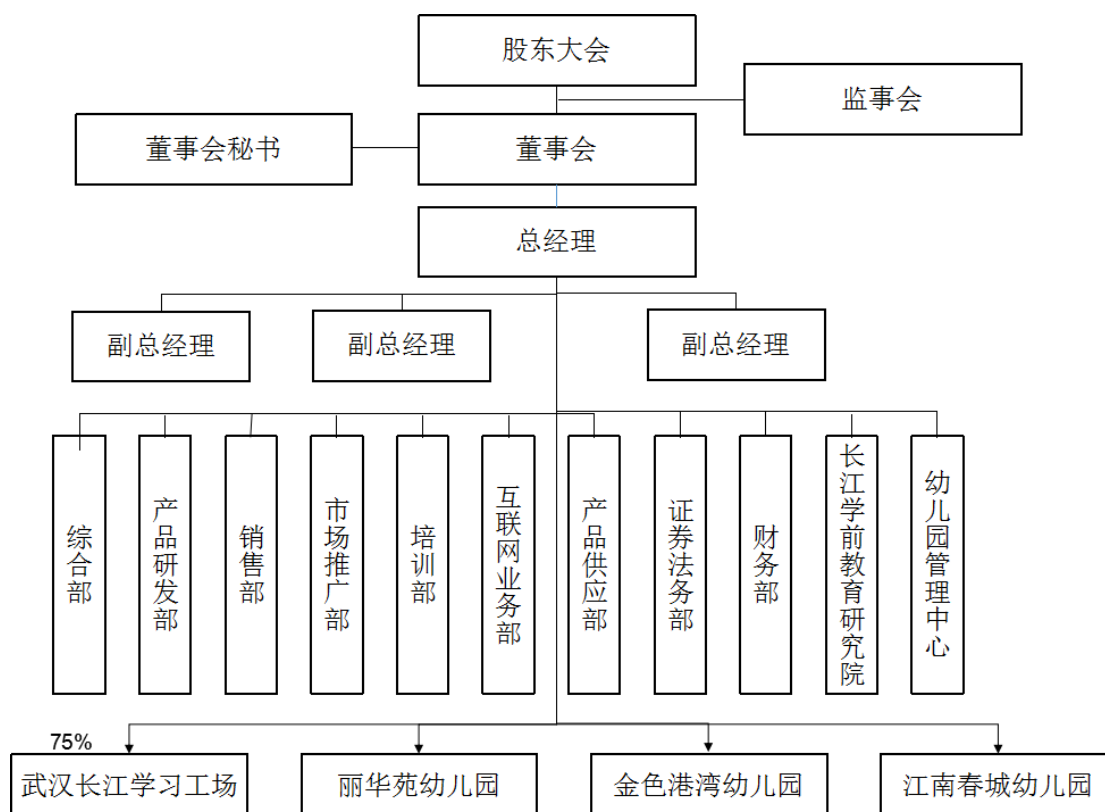 股东大会
监事会
董事会秘书
董事会
总经理
副总经理
副总经理
副总经理
综合部
产品研发部
销售部
市场推广部
培训部
互联网业务部
产品供应部
证券法务部
财务部
长江学前教育研究院
幼儿园管理中心
75%
武汉长江学习工场
丽华苑幼儿园
金色港湾幼儿园
江南春城幼儿园